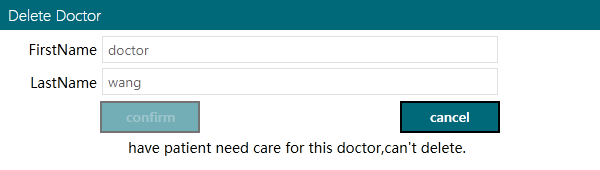 Delete Doctor
FirstName doctor
LastName wang
confirm cancel
have patient need care for this doctor,can't delete.